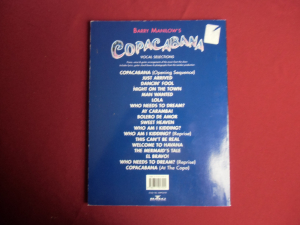 BARRY MANILOW'S
COPACABANA
VOCAL SELECTIONS
COPACABANA (Opening Sequence)
JUST ARRIVED
DANCIN' FOOL
NIGHT ON THE TOWN
MAN WANTED
LOLA
WHO NEEDS TO DREAM?
AY CARAMBA!
BOLERO DE AMOR
SWEET HEAVEN
WHO AM I KIDDING?
WHO AM I KIDDING? (Reprise)
THIS CAN'T BE REAL
WELCOME TO HAVANA
THE MERMAID'S TALE
EL BRAVO!
WHO NEEDS TO DREAM? (Reprise)
COPACABANA (At The Copa)